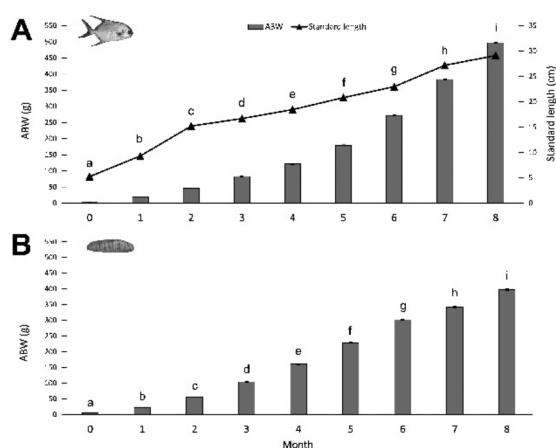 A
ABW
Standard length
550
500
450
400
350
300
250
200
150
100
50
0
ABW (g)
35
30
25
20
15
10
5
0
Standard length (cm)
a b c d e f g h i
0 1 2 3 4 5 6 7 8
B
550
500
450
400
350
300
250
200
150
100
50
0
ABW (g)
a b c d e f g h i
0 1 2 3 4 5 6 7 8
Month